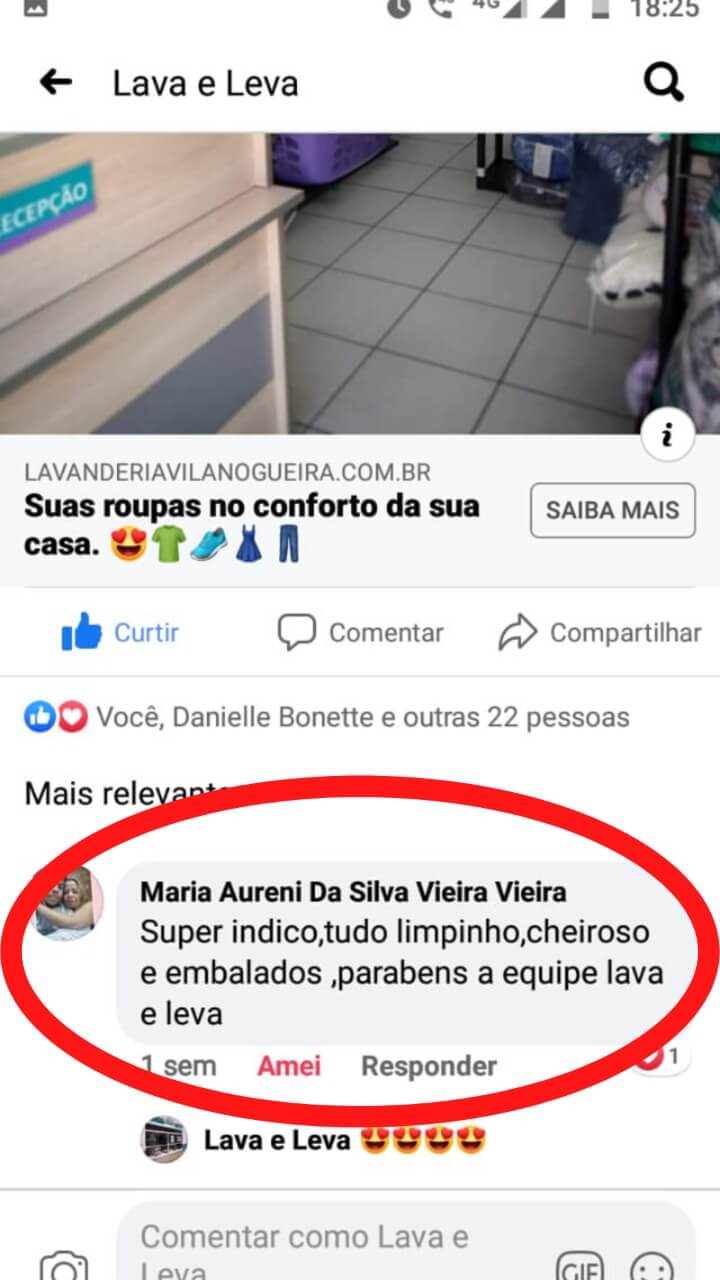 4G
18:25
Lava e Leva
RECEPÇÃO
LAVANDERIAVILANOGUEIRA.COM.BR
Suas roupas no conforto da sua
casa. 😍👕👟👗👖
SAIBA MAIS
Curtir
Comentar
Compartilhar
Você, Danielle Bonette e outras 22 pessoas
Mais relevant
Maria Aureni Da Silva Vieira Vieira
Super indico,tudo limpinho,cheiroso
e embalados ,parabens a equipe lava
e leva
1 sem Amei Responder
1
Lava e Leva 😍😍😍😍
Comentar como Lava e
Leva
GIF